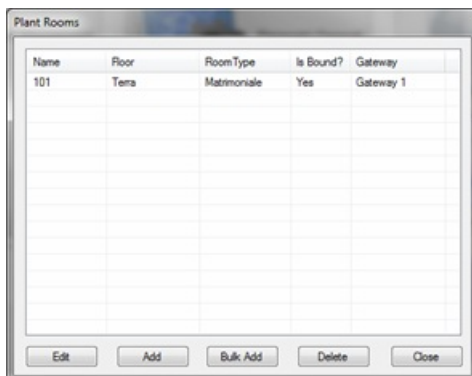 Plant Rooms
Name Floor RoomType Is Bound? Gateway
101 Terra Matrimoniale Yes Gateway 1
Edit Add Bulk Add Delete Close